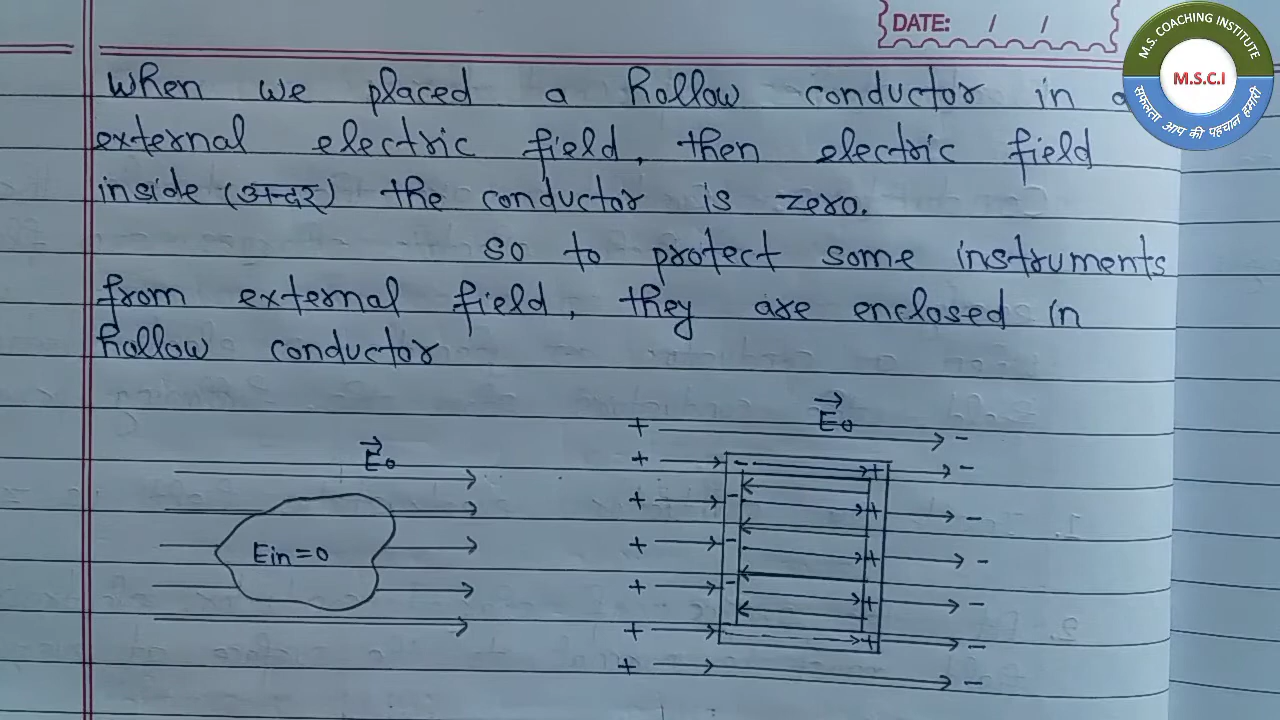 DATE: / /
M.S. COACHING INSTITUTE
M.S.C.I
सफलता आप की पहचान हमारी
When we placed a hollow conductor in
external electric field, then electric field
inside (अन्दर) the conductor is zero.
so to protect some instruments
from external field, they are enclosed in
hollow conductor
E₀
E₀
Ein=0
+ -
+ - + -
+ - + -
+ - + -
+ - + -
+ - + -
+ -